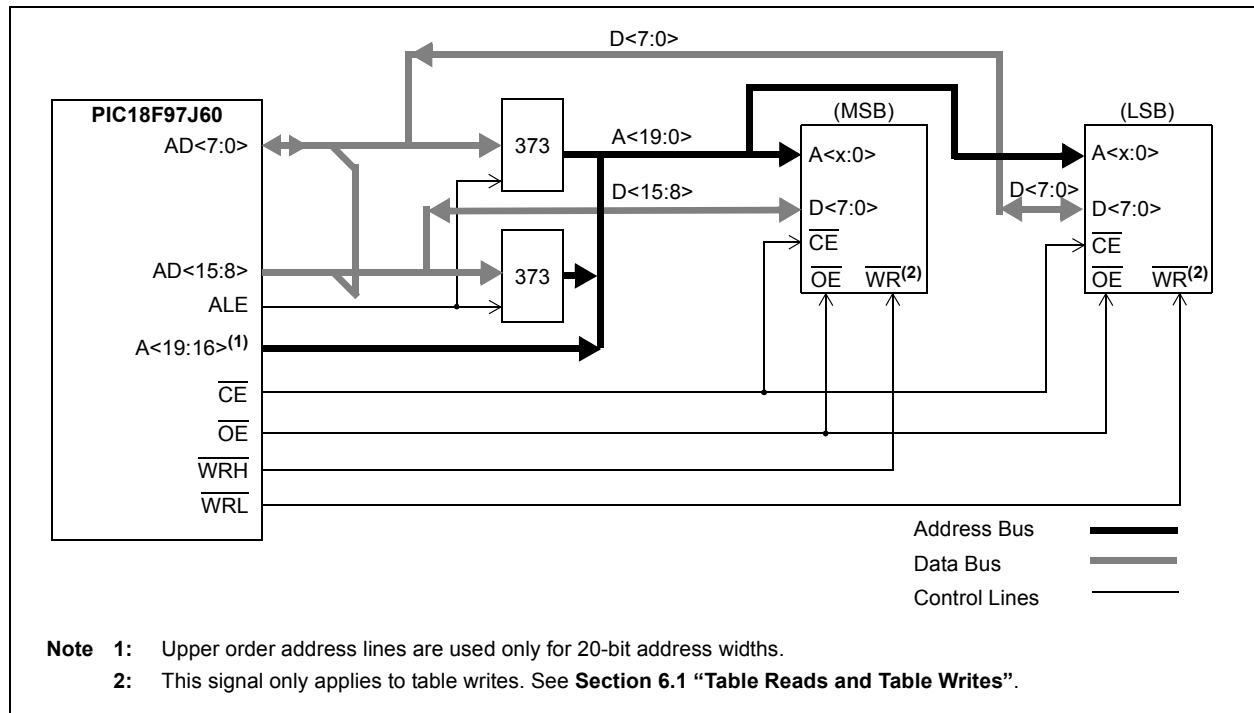 D<7:0>
PIC18F97J60
AD<7:0>
373
A<19:0>
(MSB)
A<x:0>
(LSB)
A<x:0>
D<15:8>
D<7:0>
D<7:0>
D<7:0>
CE
CE
AD<15:8>
373
OE WR(2)
OE WR(2)
ALE
A<19:16>(1)
CE
OE
WRH
WRL
Address Bus
Data Bus
Control Lines
Note 1: Upper order address lines are used only for 20-bit address widths.
2: This signal only applies to table writes. See Section 6.1 “Table Reads and Table Writes”.